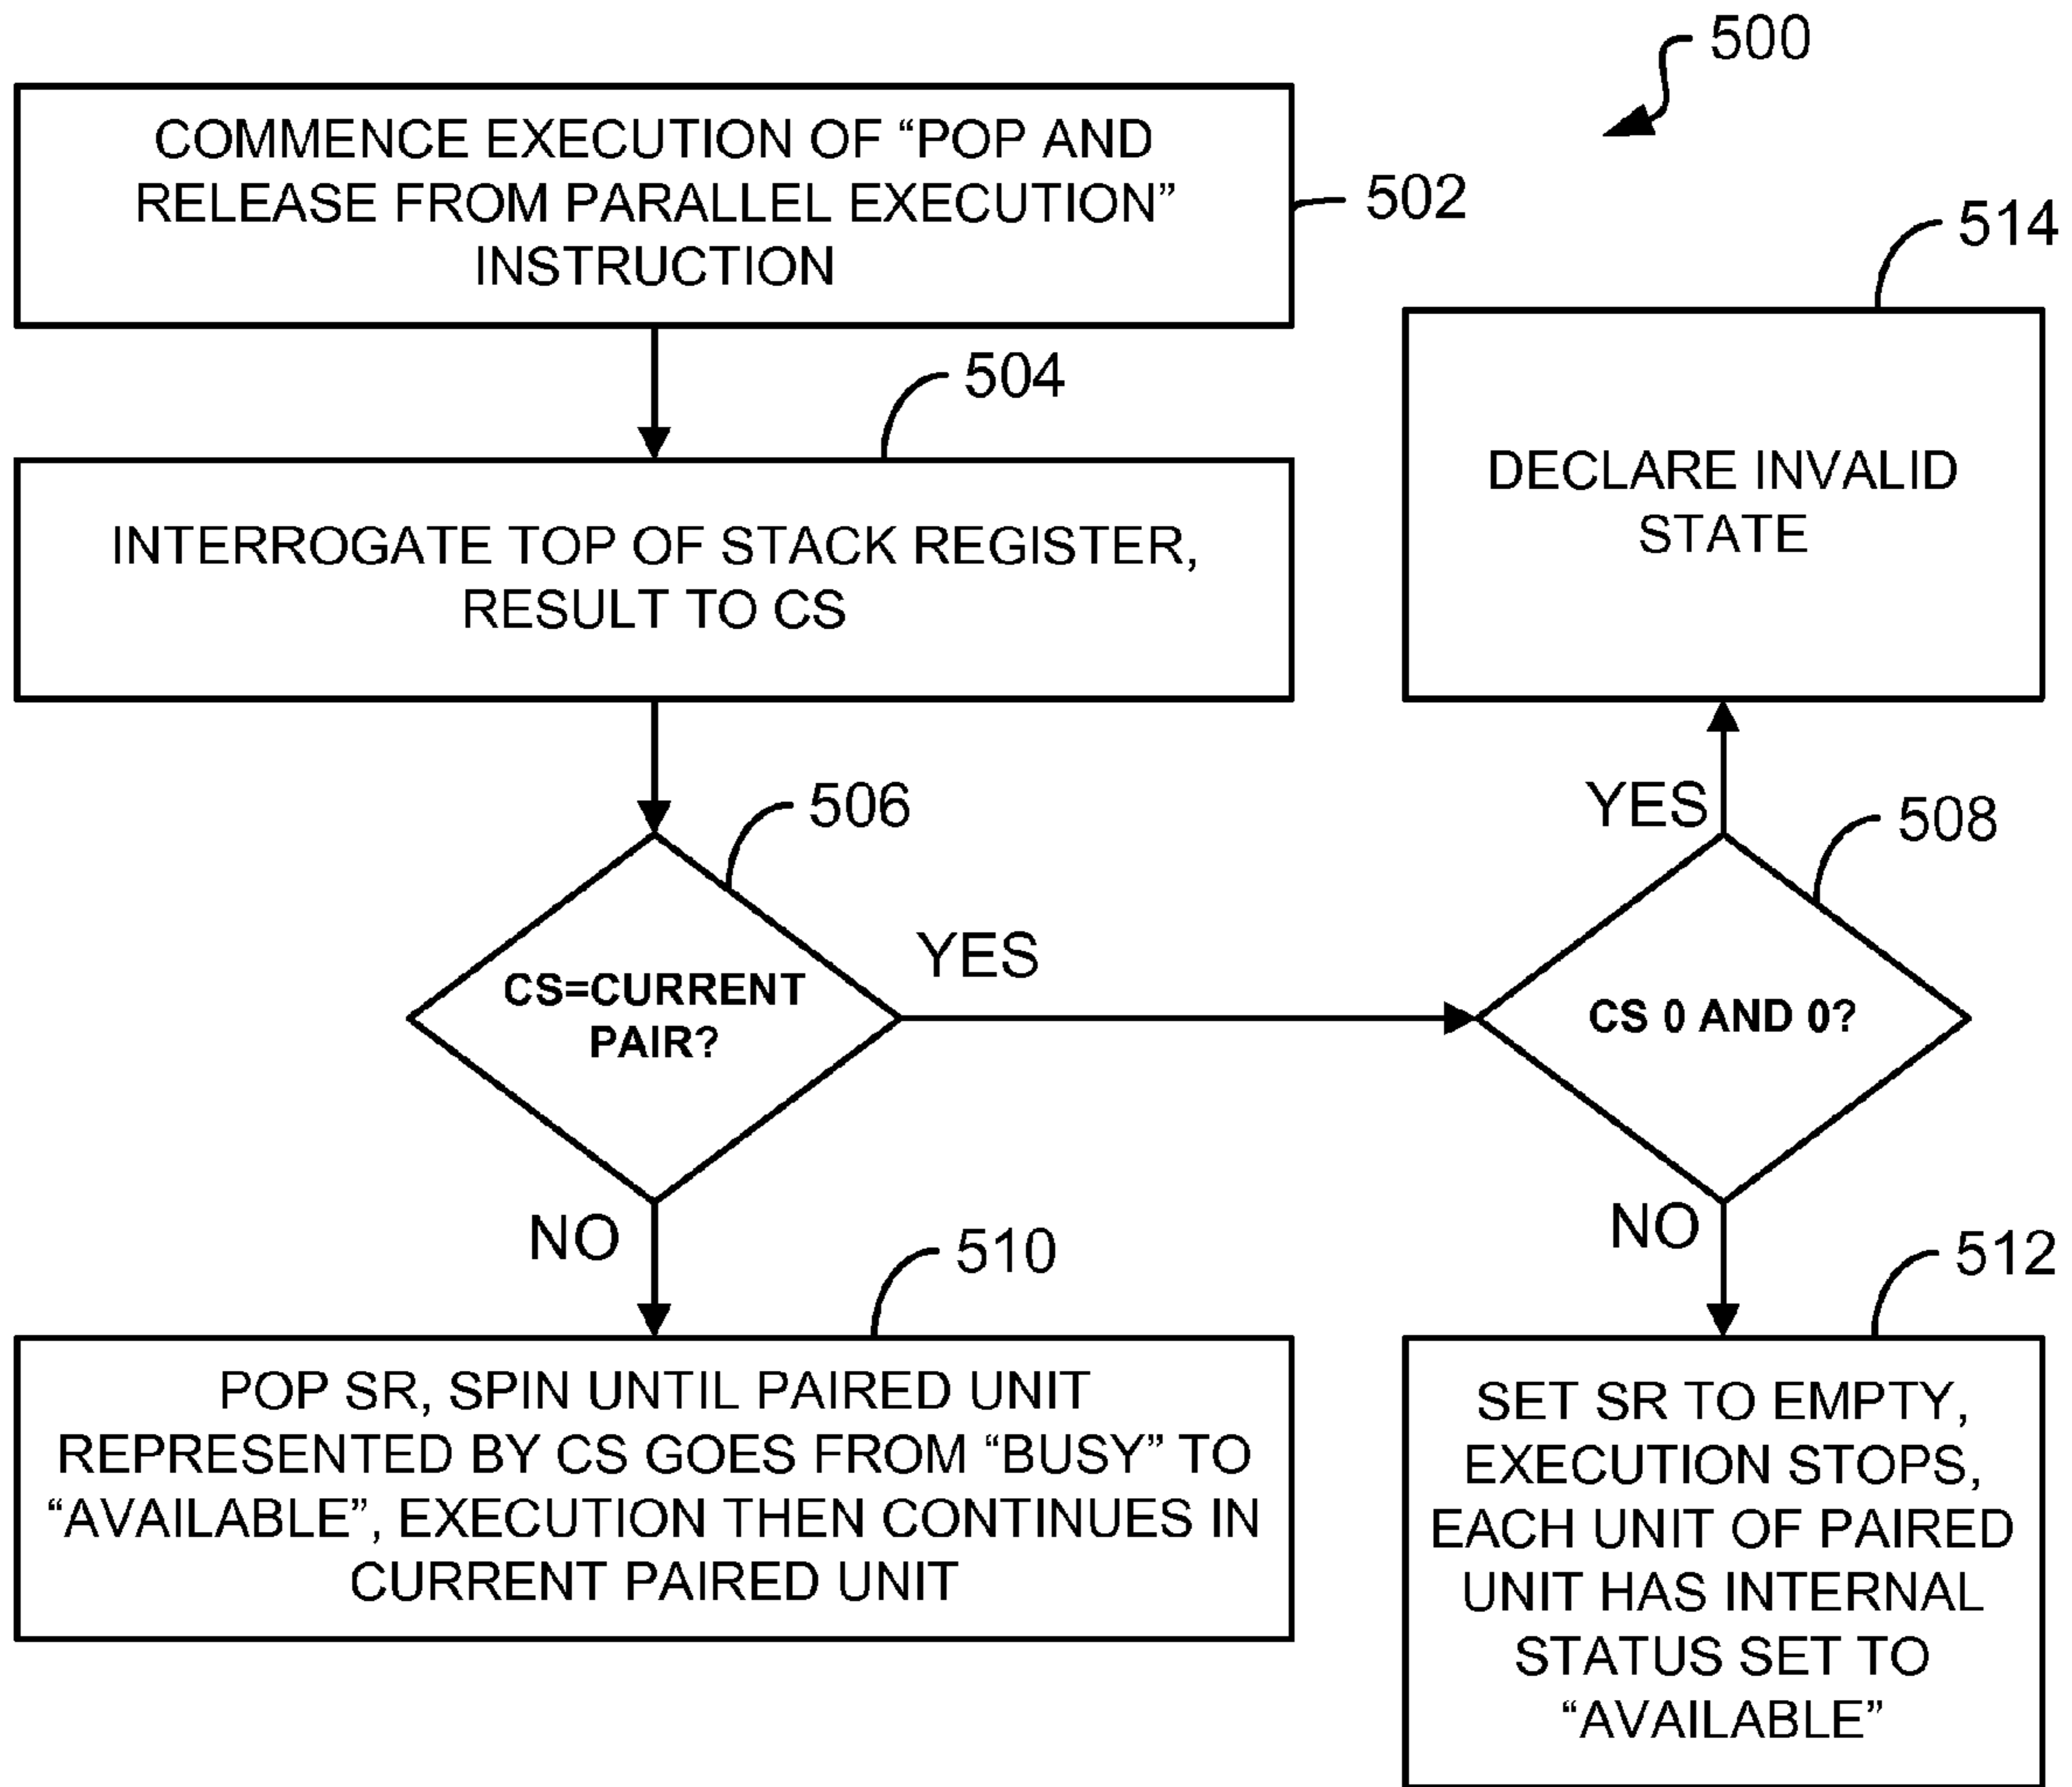 500
COMMENCE EXECUTION OF “POP AND
RELEASE FROM PARALLEL EXECUTION”
INSTRUCTION
502
504
INTERROGATE TOP OF STACK REGISTER,
RESULT TO CS
506
CS=CURRENT
PAIR?
YES
NO
510
POP SR, SPIN UNTIL PAIRED UNIT
REPRESENTED BY CS GOES FROM “BUSY” TO
“AVAILABLE”, EXECUTION THEN CONTINUES IN
CURRENT PAIRED UNIT
514
DECLARE INVALID
STATE
YES
508
CS 0 AND 0?
NO
512
SET SR TO EMPTY,
EXECUTION STOPS,
EACH UNIT OF PAIRED
UNIT HAS INTERNAL
STATUS SET TO
“AVAILABLE”